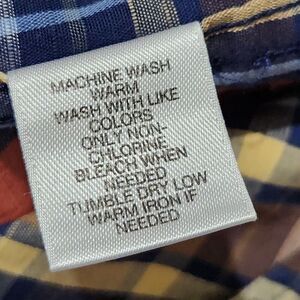 MACHINE WASH
WARM
WASH WITH LIKE
COLORS
ONLY NON-
CHLORINE
BLEACH WHEN
NEEDED
TUMBLE DRY LOW
WARM IRON IF
NEEDED